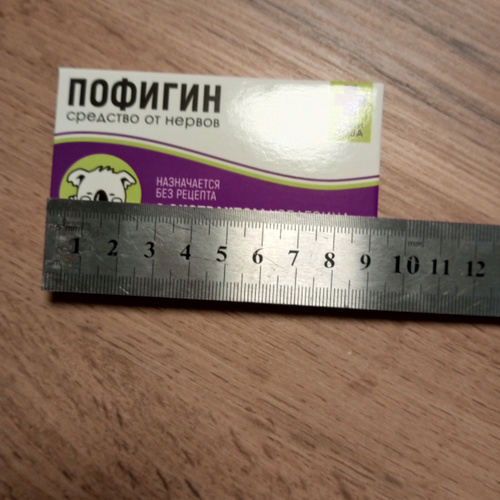 ПОФИГИН
средство от нервов
НАЗНАЧАЕТСЯ
БЕЗ РЕЦЕПТА
1 2 3 4 5 6 7 8 9 10 11 12